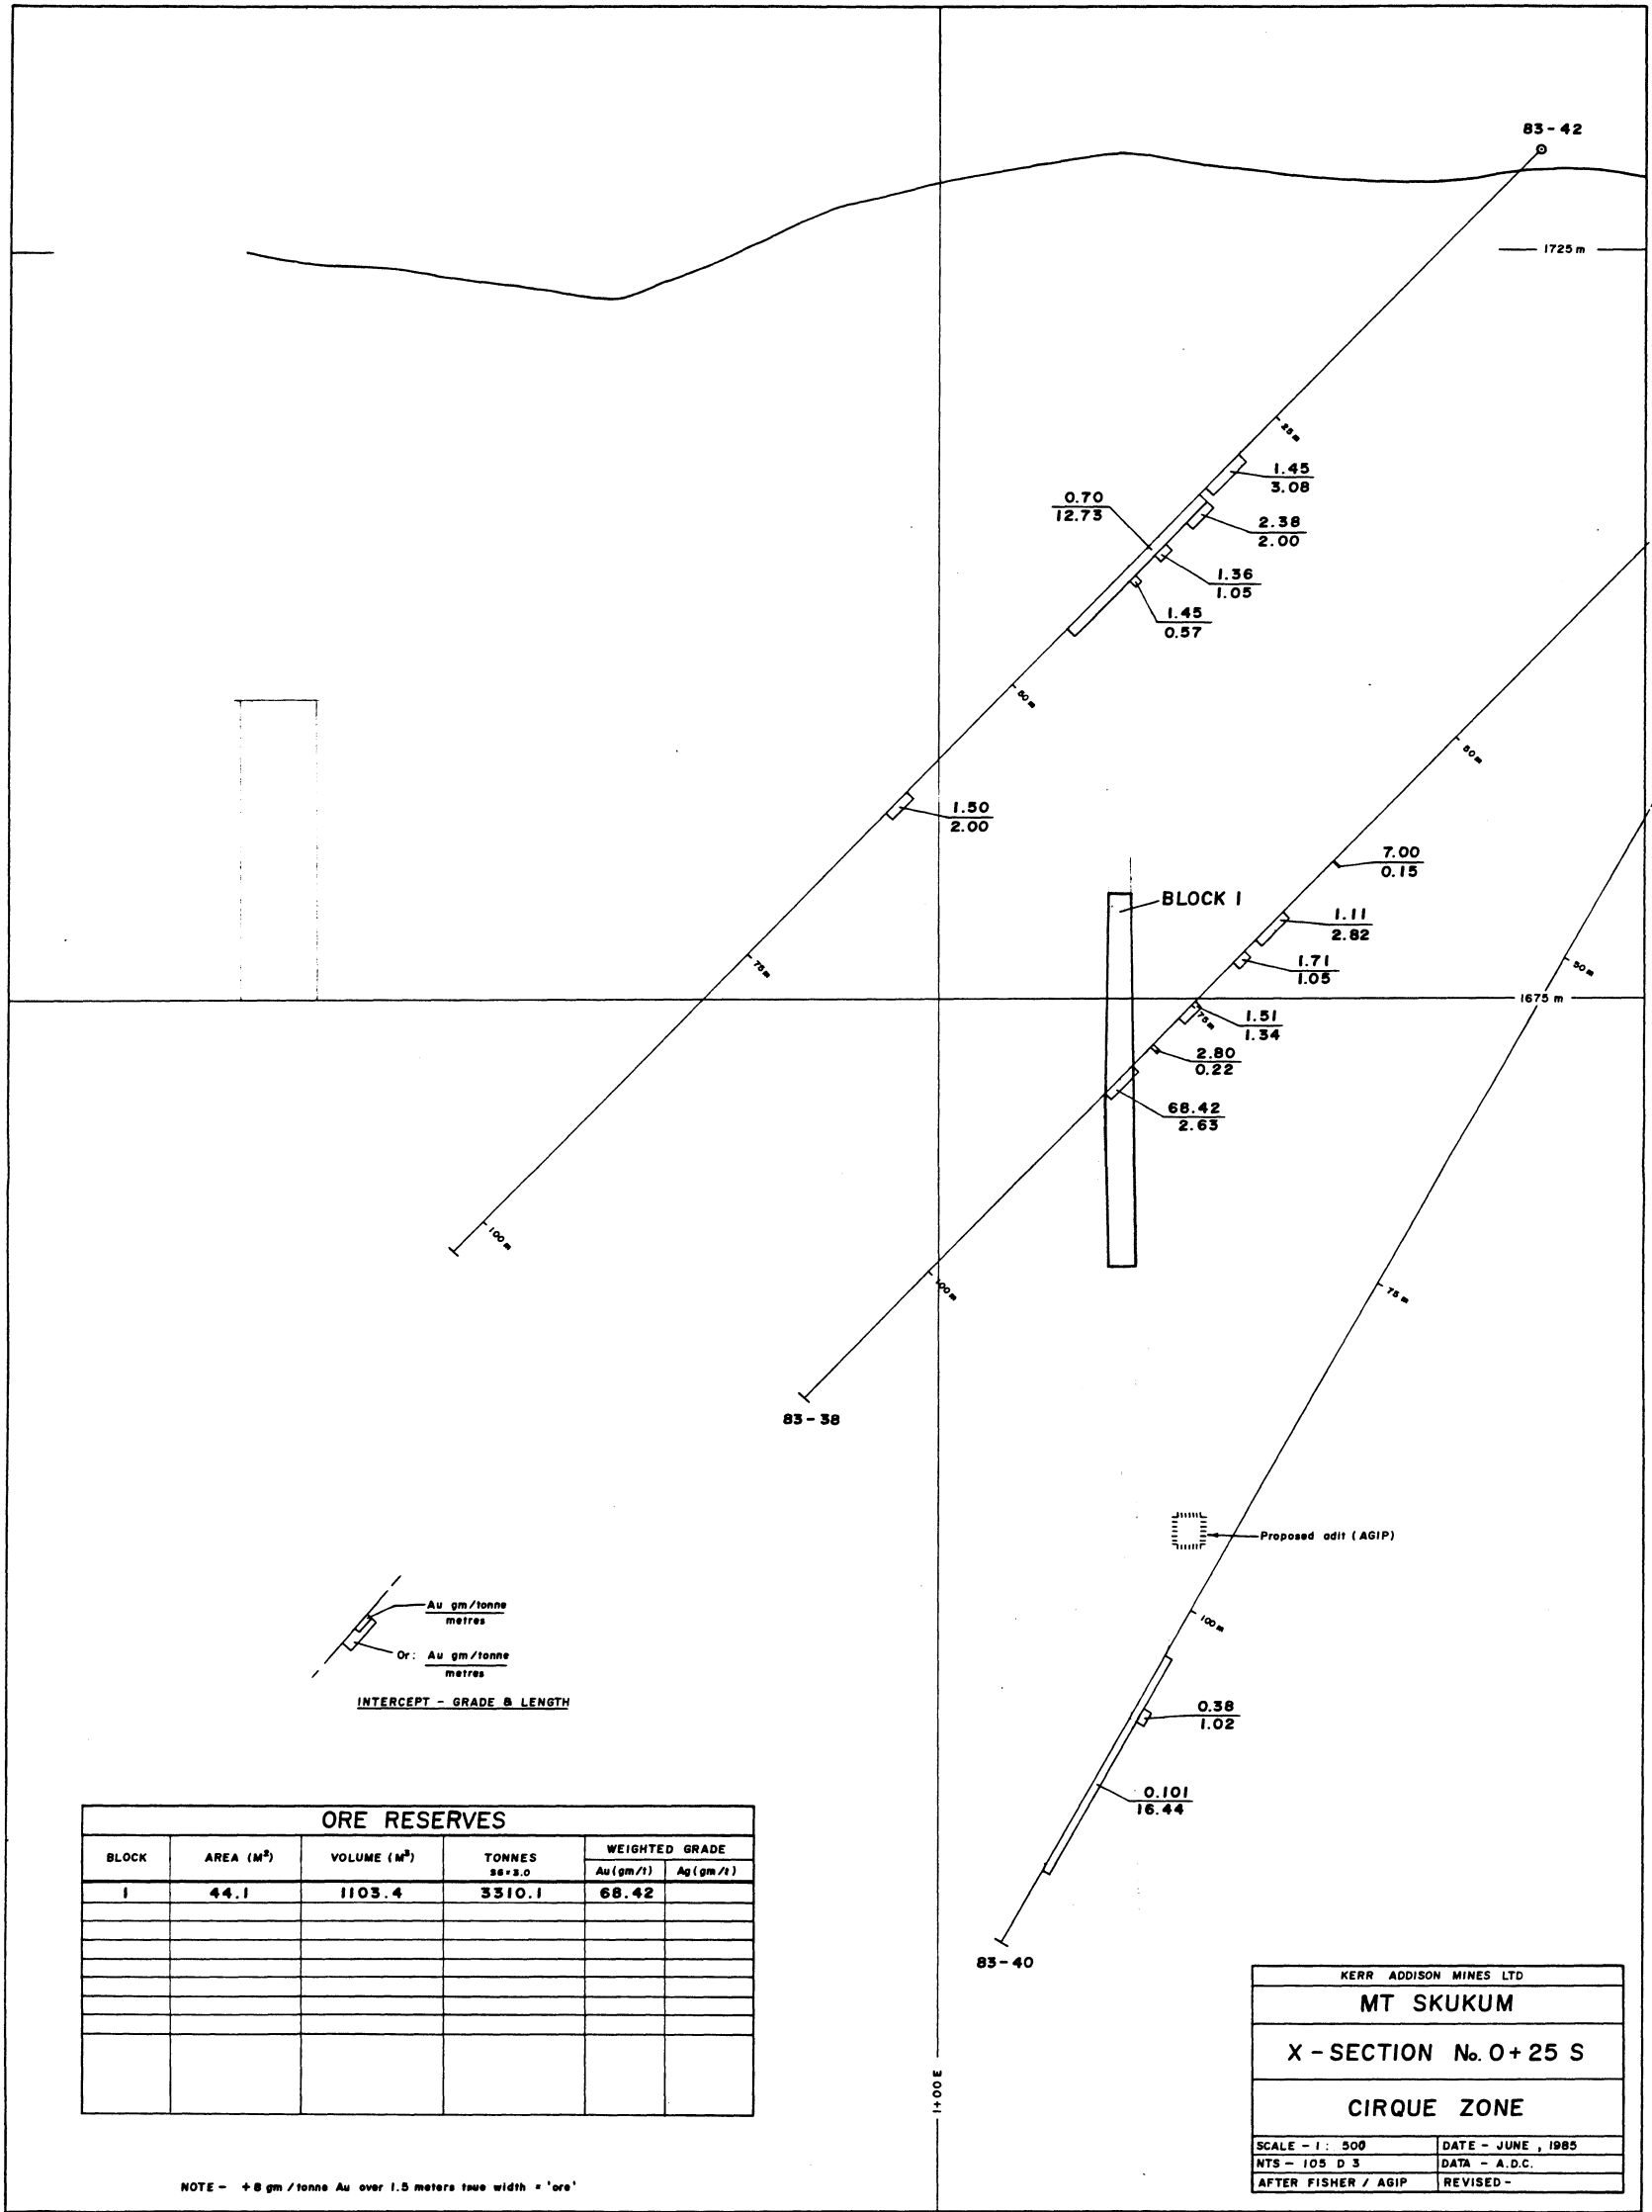 83-42
1725 m
25 m
1.45
3.08
0.70
12.73
2.38
2.00
1.36
1.05
1.45
0.57
50 m
50 m
1.50
2.00
7.00
0.15
BLOCK 1
1.11
2.82
1.71
1.05
75 m
50 m
1675 m
75 m
1.51
1.34
2.80
0.22
68.42
2.63
100 m
100 m
75 m
83-38
Proposed adit (AGIP)
100 m
Au gm/tonne
metres
Or: Au gm/tonne
metres
INTERCEPT - GRADE & LENGTH
0.38
1.02
0.101
16.44
83-40
ORE RESERVES
BLOCK AREA (M²) VOLUME (M³) TONNES SG=3.0 WEIGHTED GRADE
Au(gm/t) Ag(gm/t)
1 44.1 1103.4 3310.1 68.42
1+00E
NOTE - +8 gm/tonne Au over 1.5 meters true width = 'ore'
KERR ADDISON MINES LTD
MT SKUKUM
X-SECTION No. 0+25 S
CIRQUE ZONE
SCALE - 1: 500 DATE - JUNE, 1985
NTS - 105 D 3 DATA - A.D.C.
AFTER FISHER / AGIP REVISED -